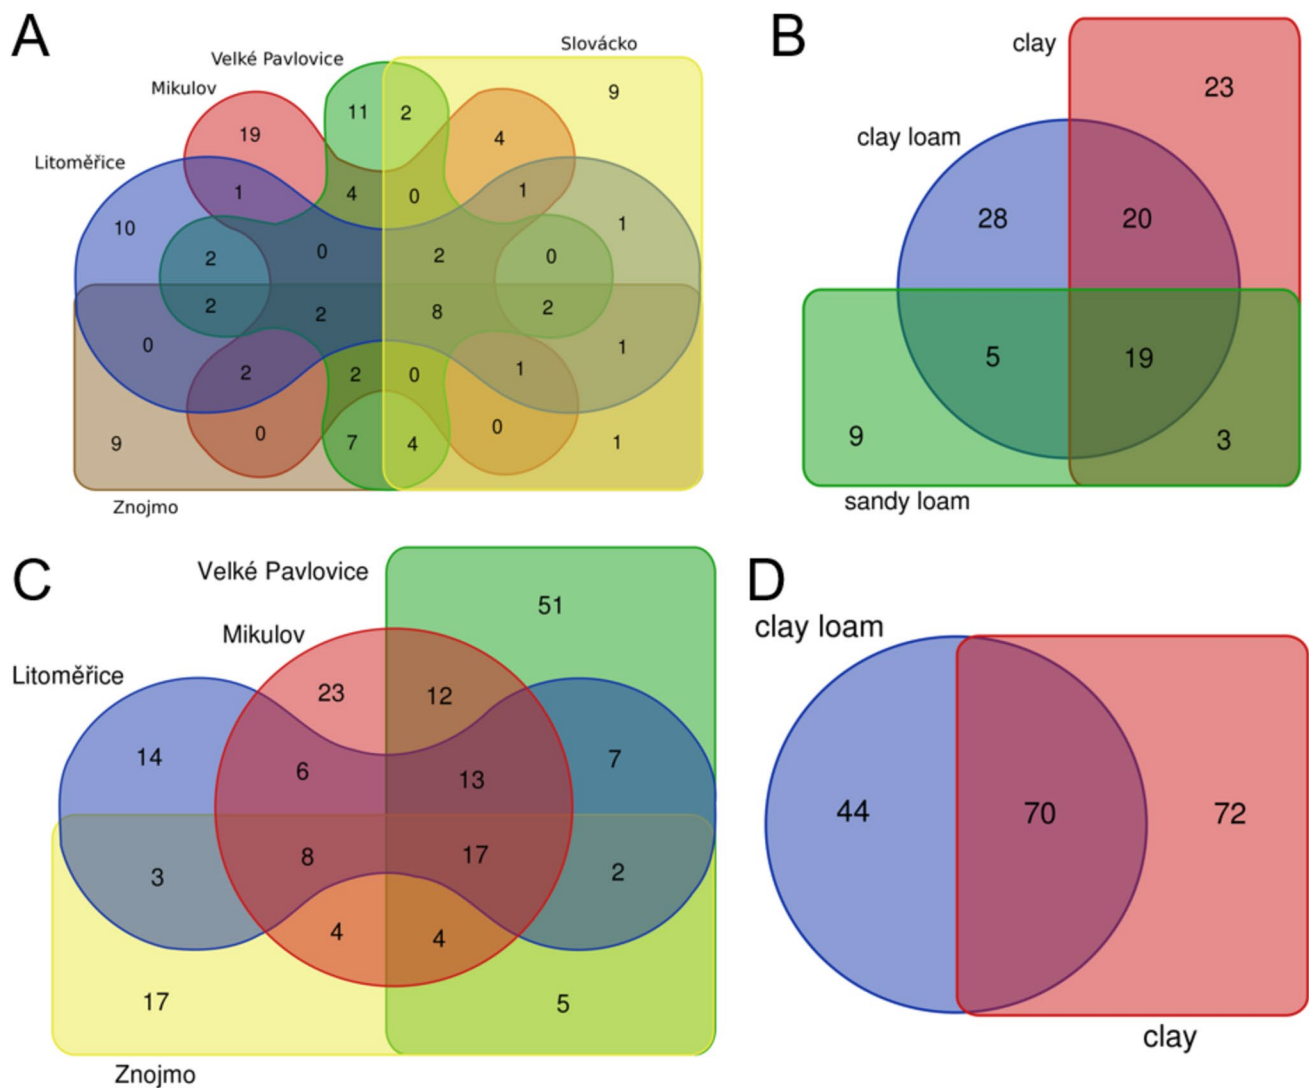 A
Velké Pavlovice
Slovácko
Mikulov
Litoměřice
9
11 2
19 4
1 4 0 1
10 1
2 0 2 0
2 2 8 2
0 1
2 2 0 1
9 0 7 4 0 1
Znojmo
B
clay
23
clay loam
28 20
5 19
9 3
sandy loam
C
Velké Pavlovice
51
Mikulov
Litoměřice
23 12
14 6 13 7
3 8 17 2
4 4
17 5
Znojmo
D
clay loam
44 70 72
clay